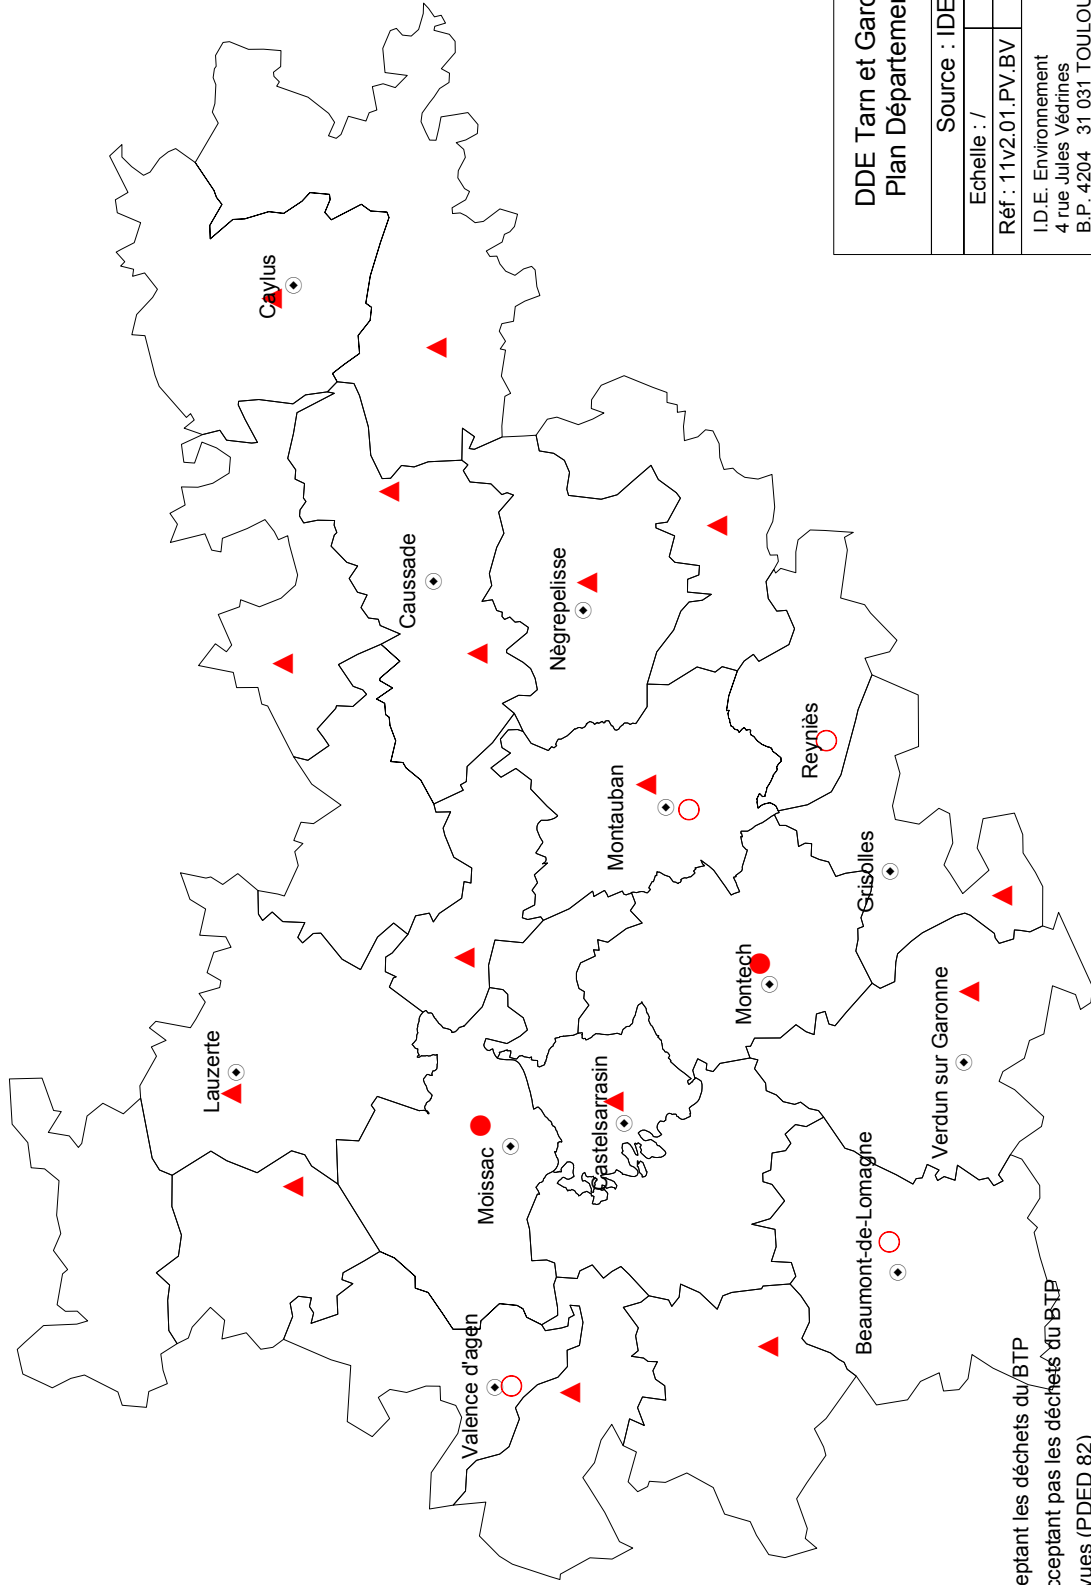 Caylus
Caussade
Nègrepelisse
Lauzerte
Montauban
Reyniès
Moissac
Castelsarrasin
Montech
Grisolles
Valence d'agen
Verdun sur Garonne
Beaumont-de-Lomagne
eptant les déchets du BTP
cceptant pas les déchets du BTP
vues (PDED 82)
DDE Tarn et Garo
Plan Départemen
Source : IDE
Echelle : /
Réf : 11v2.01.PV.BV
I.D.E. Environnement
4 rue Jules Védrines
B.P. 4204 31 031 TOULOU